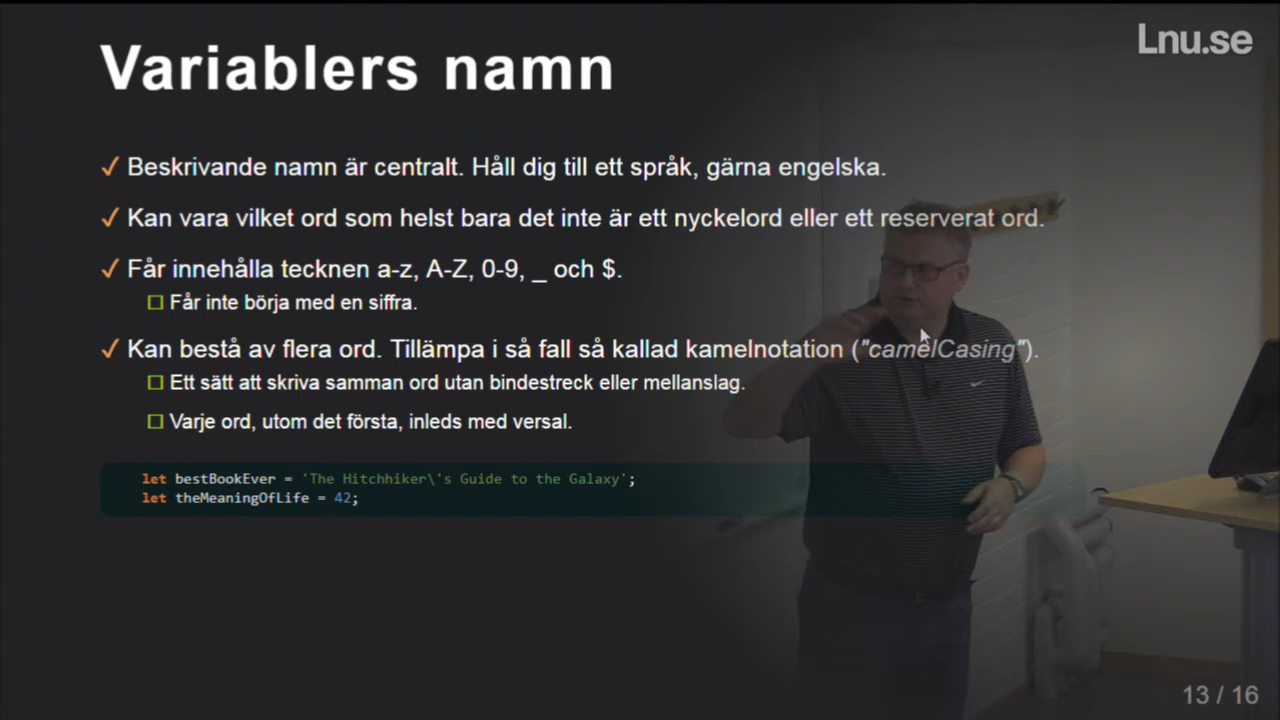 Lnu.se
Variablers namn
✓ Beskrivande namn är centralt. Håll dig till ett språk, gärna engelska.
✓ Kan vara vilket ord som helst bara det inte är ett nyckelord eller ett reserverat ord.
✓ Får innehålla tecknen a-z, A-Z, 0-9, _ och $.
□ Får inte börja med en siffra.
✓ Kan bestå av flera ord. Tillämpa i så fall så kallad kamelnotation ("camelCasing").
□ Ett sätt att skriva samman ord utan bindestreck eller mellanslag.
□ Varje ord, utom det första, inleds med versal.
let bestBookEver = 'The Hitchhiker\'s Guide to the Galaxy';
let theMeaningOfLife = 42;
13 / 16